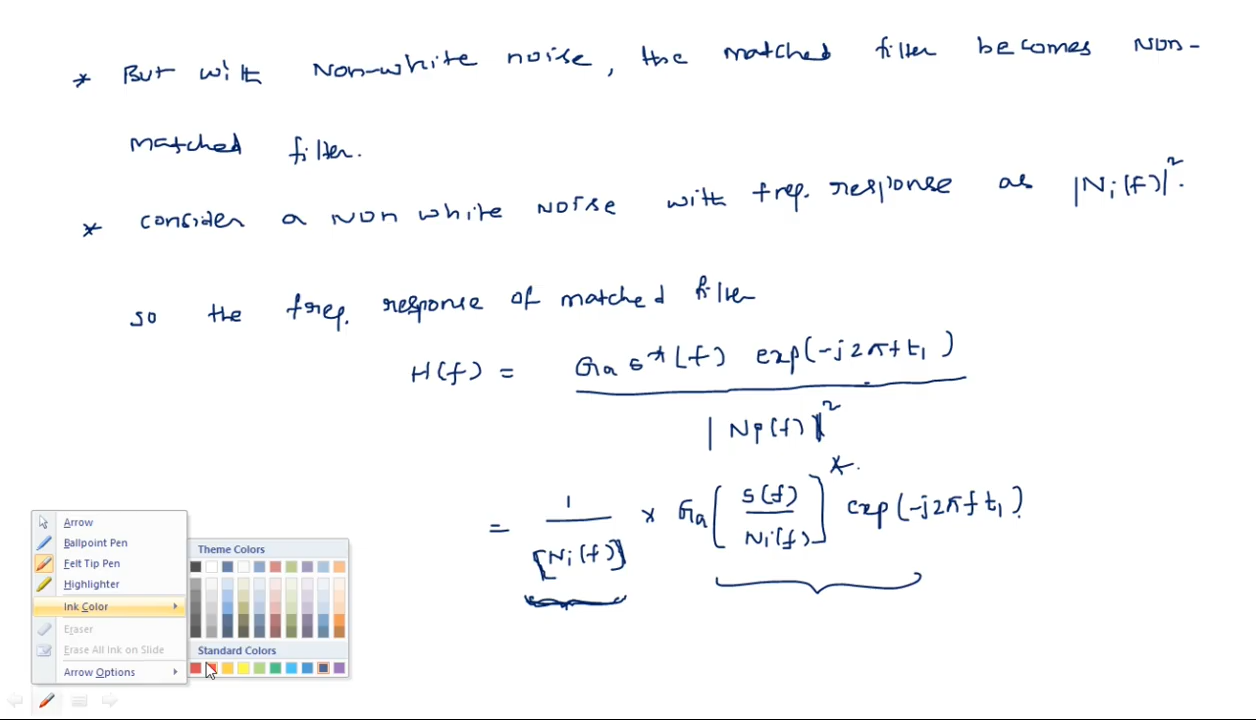 * But with Non-white noise, the matched filter becomes Non-
matched filter.
* consider a Non white Noise with freq. response as |Ni(f)|².
so the freq. response of matched filter
H(f) = Ga S*(f) exp(-j2πft₁) / |Ni(f)|²
= 1/[Ni(f)] × Ga [S(f)/Ni(f)]* exp(-j2πft₁)
Arrow
Ballpoint Pen
Felt Tip Pen
Highlighter
Ink Color
Eraser
Erase All Ink on Slide
Arrow Options
Theme Colors
Standard Colors